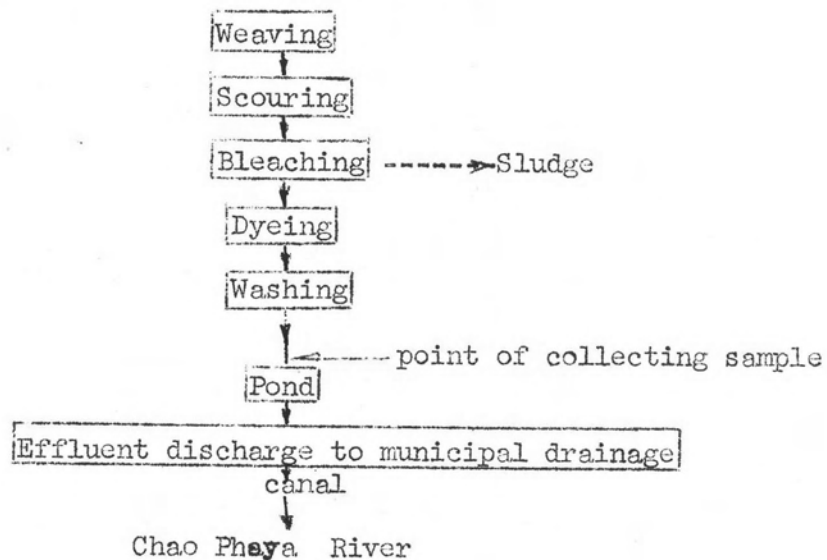 Weaving
Scouring
Bleaching
Sludge
Dyeing
Washing
point of collecting sample
Pond
Effluent discharge to municipal drainage
canal
Chao Phaya River